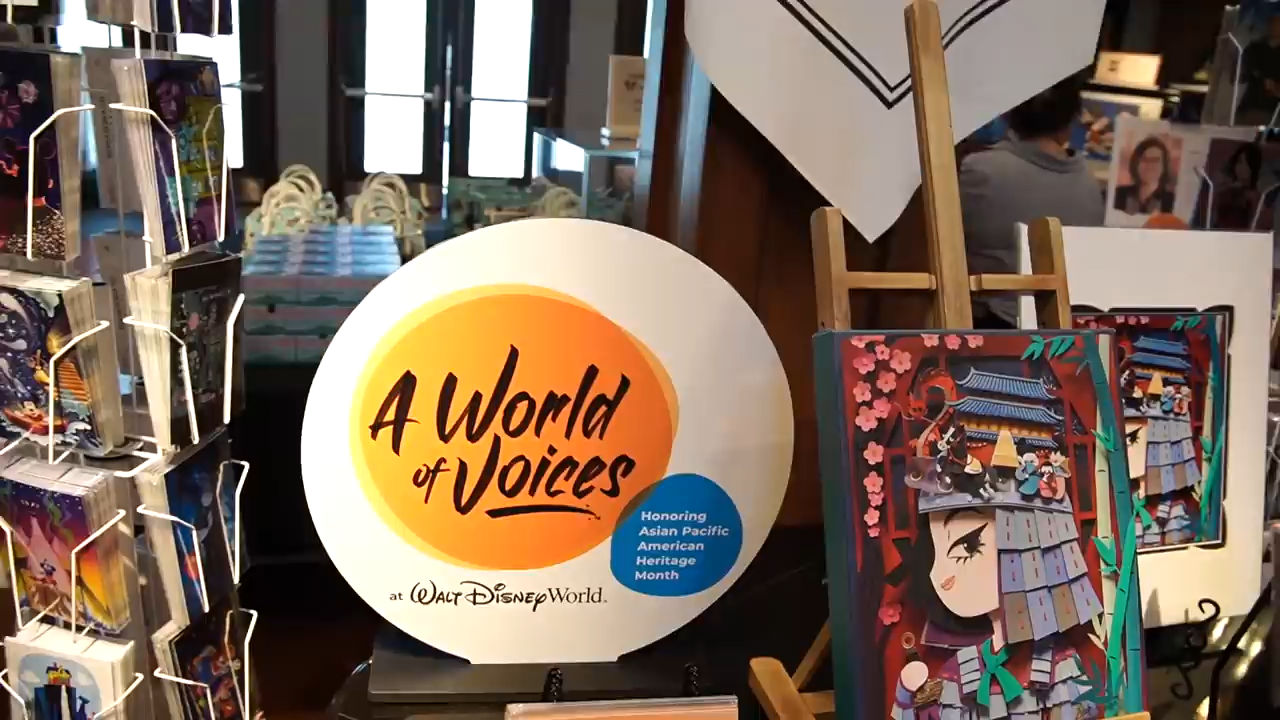 A World
of Voices
Honoring
Asian Pacific
American
Heritage
Month
at Walt Disney World.